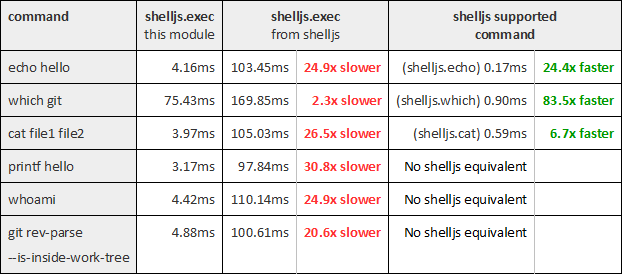 command shelljs.exec shelljs.exec shelljs supported
this module from shelljs command
echo hello 4.16ms 103.45ms 24.9x slower (shelljs.echo) 0.17ms 24.4x faster
which git 75.43ms 169.85ms 2.3x slower (shelljs.which) 0.90ms 83.5x faster
cat file1 file2 3.97ms 105.03ms 26.5x slower (shelljs.cat) 0.59ms 6.7x faster
printf hello 3.17ms 97.84ms 30.8x slower No shelljs equivalent
whoami 4.42ms 110.14ms 24.9x slower No shelljs equivalent
git rev-parse 4.88ms 100.61ms 20.6x slower No shelljs equivalent
--is-inside-work-tree